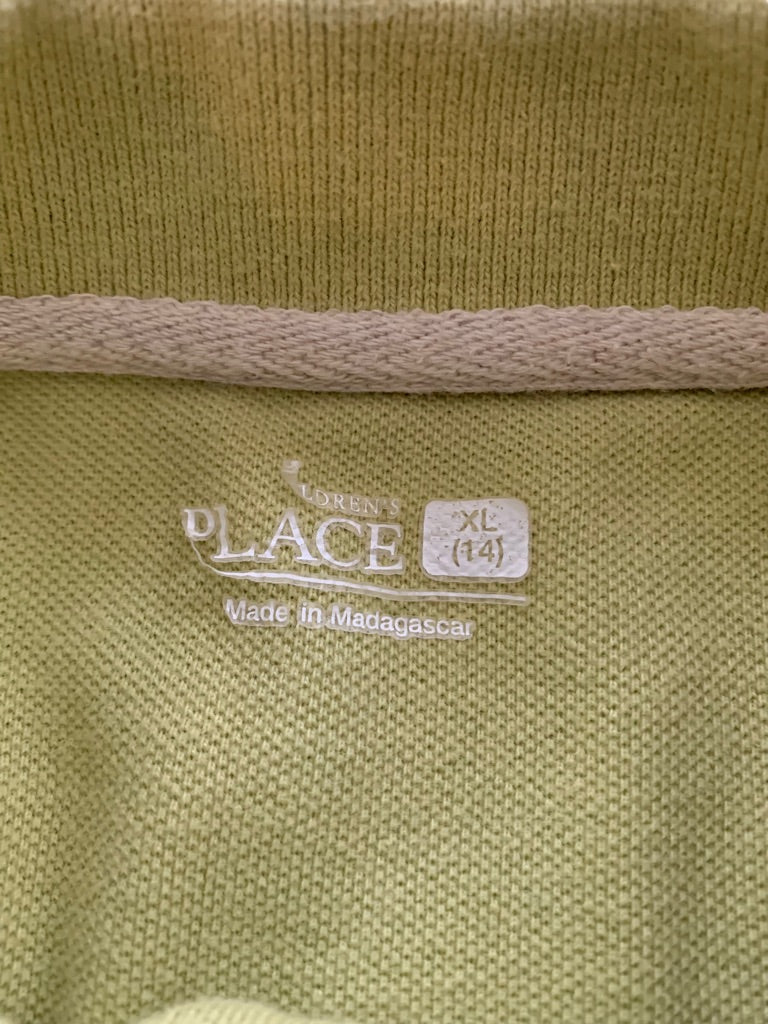 LDREN'S
PLACE
XL
(14)
Made in Madagascar